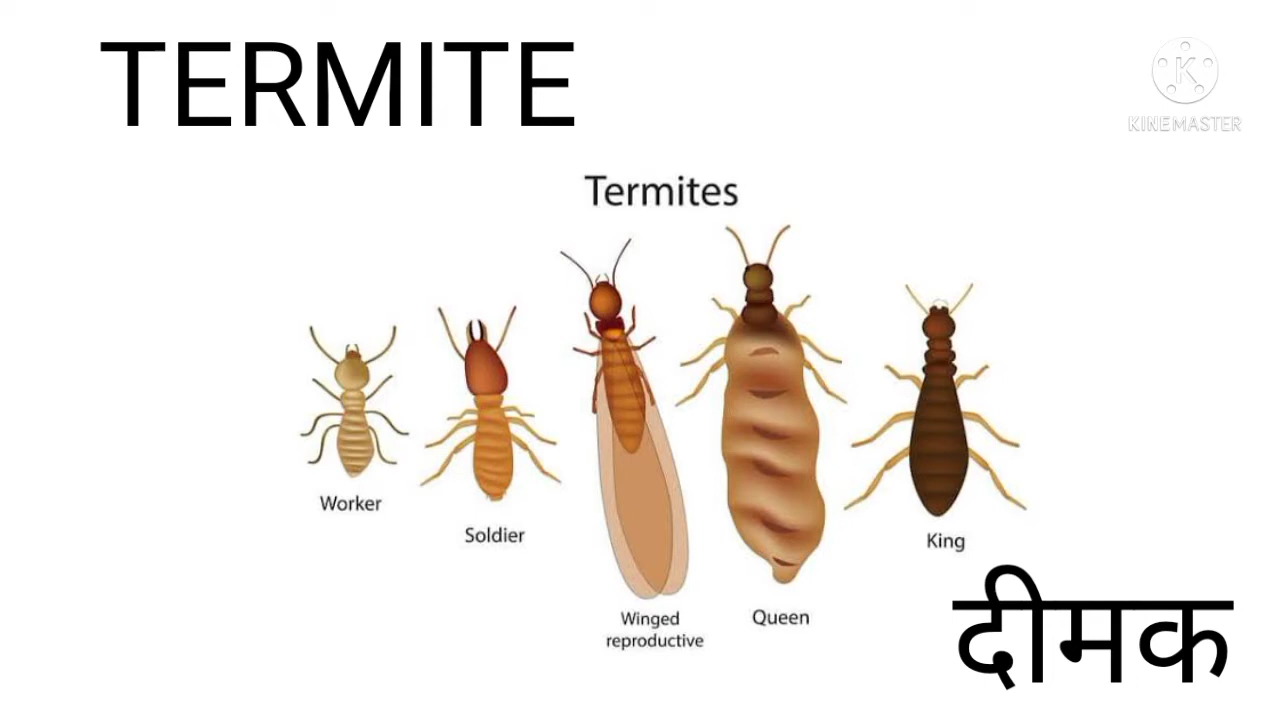 TERMITE
KINEMASTER
Termites
Worker
Soldier
King
Winged
reproductive
Queen
दीमक